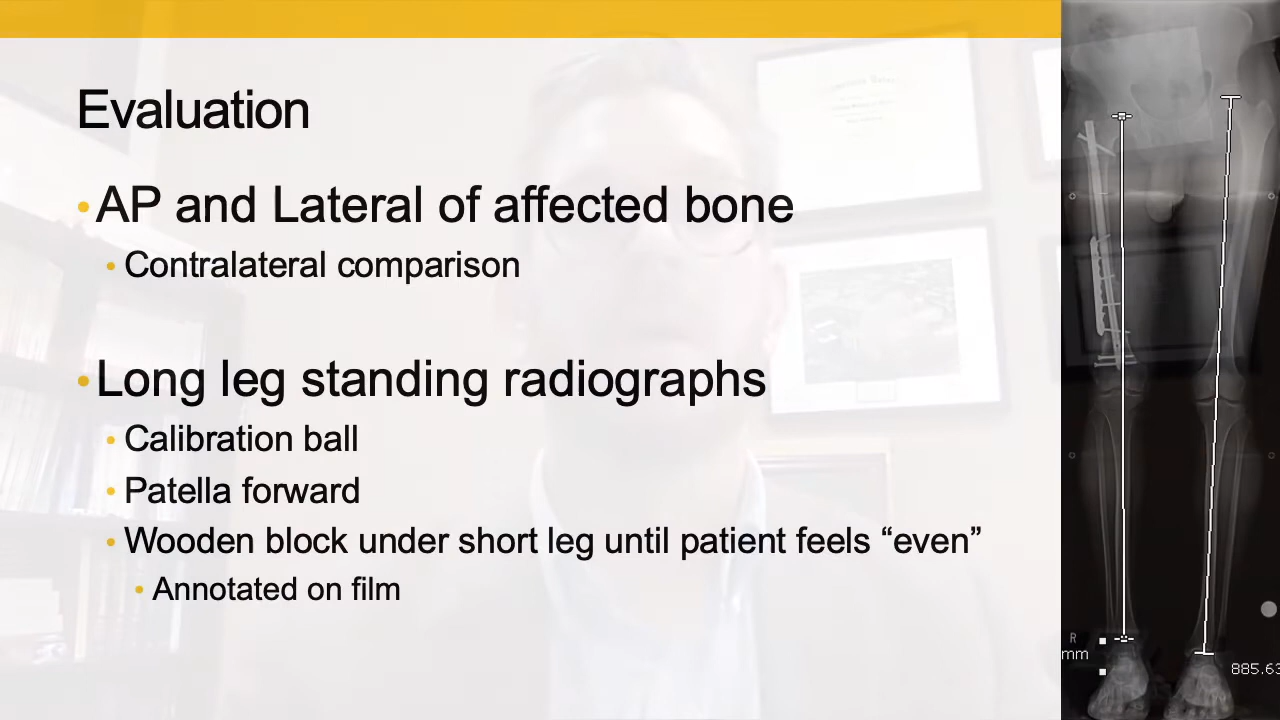 Evaluation
• AP and Lateral of affected bone
• Contralateral comparison
• Long leg standing radiographs
• Calibration ball
• Patella forward
• Wooden block under short leg until patient feels “even”
• Annotated on film
R
mm
885.63